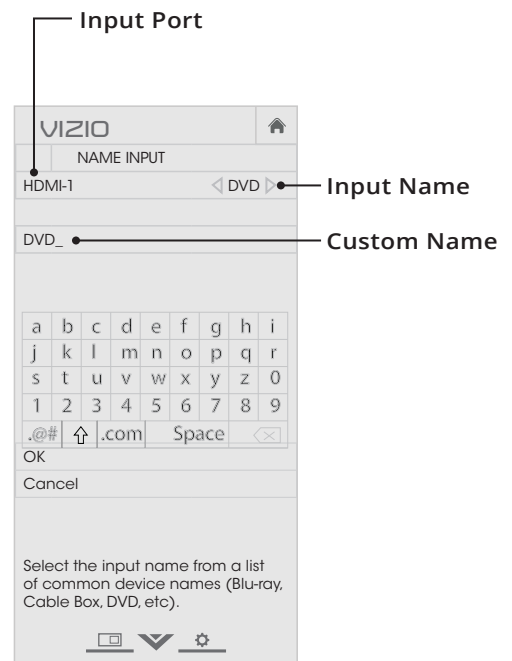 Input Port
VIZIO
NAME INPUT
HDMI-1 DVD
Input Name
DVD_
Custom Name
a b c d e f g h i
j k l m n o p q r
s t u v w x y z 0
1 2 3 4 5 6 7 8 9
.@# .com Space
OK
Cancel
Select the input name from a list
of common device names (Blu-ray,
Cable Box, DVD, etc).